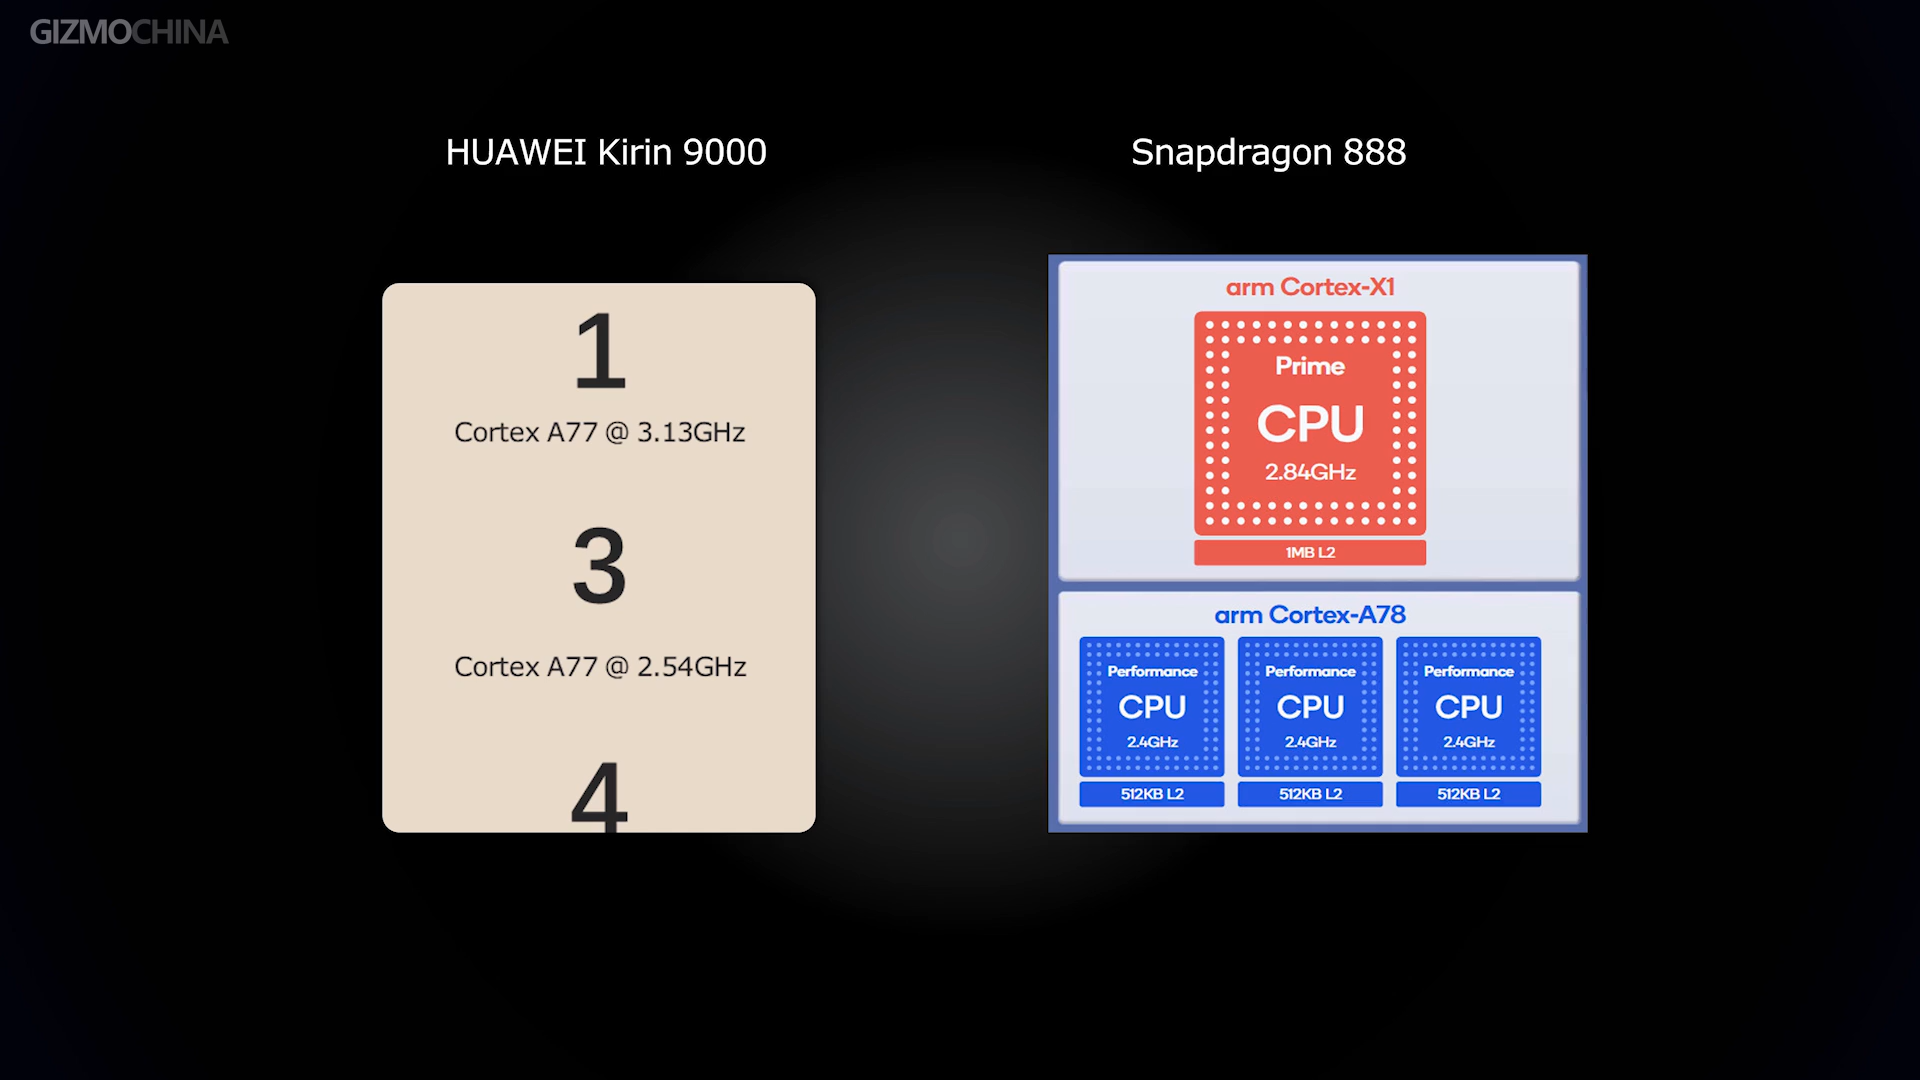 GIZMOCHINA
HUAWEI Kirin 9000
1
Cortex A77 @ 3.13GHz
3
Cortex A77 @ 2.54GHz
4
Snapdragon 888
arm Cortex-X1
Prime
CPU
2.84GHz
1MB L2
arm Cortex-A78
Performance
CPU
2.4GHz
512KB L2
Performance
CPU
2.4GHz
512KB L2
Performance
CPU
2.4GHz
512KB L2